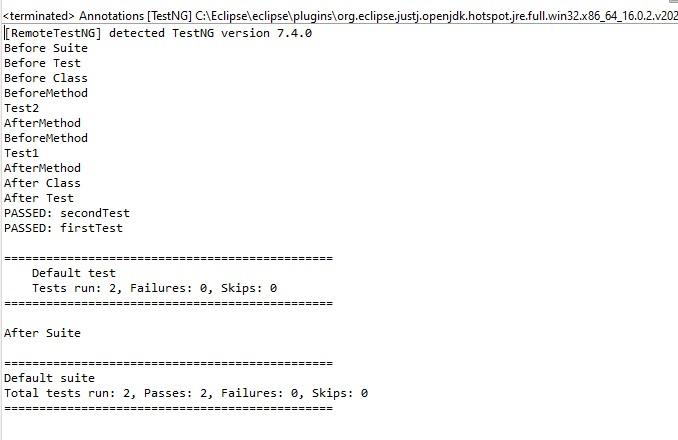 <terminated> Annotations [TestNG] C:\Eclipse\eclipse\plugins\org.eclipse.justj.openjdk.hotspot.jre.full.win32.x86_64_16.0.2.v202
[RemoteTestNG] detected TestNG version 7.4.0
Before Suite
Before Test
Before Class
BeforeMethod
Test2
AfterMethod
BeforeMethod
Test1
AfterMethod
After Class
After Test
PASSED: secondTest
PASSED: firstTest
===============================================
Default test
Tests run: 2, Failures: 0, Skips: 0
===============================================
After Suite
===============================================
Default suite
Total tests run: 2, Passes: 2, Failures: 0, Skips: 0
===============================================